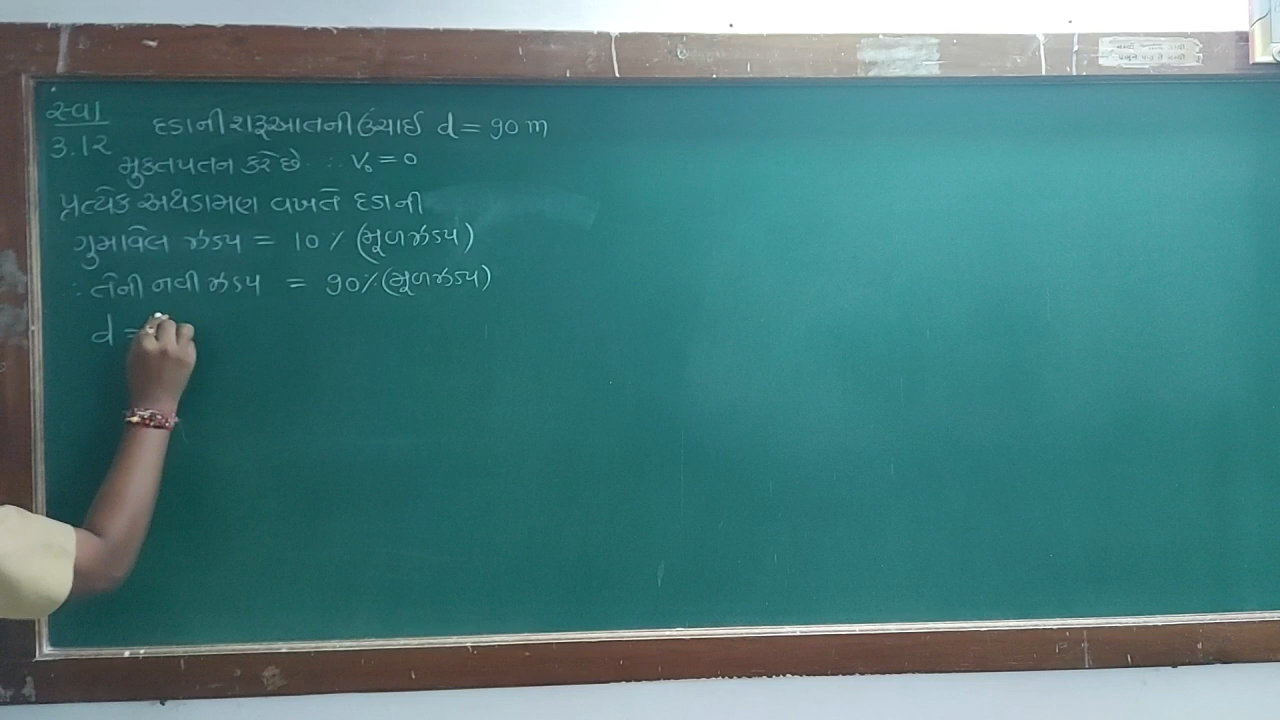 સ્વા
3.12
દડાની શરૂઆતની ઉંચાઈ d = 90 m
મુક્તપતન કરે છે ∴ V₀ = 0
પ્રત્યેક અથડામણ વખતે દડાની
ગુમાવેલ ઝડપ = 10 % (મૂળઝડપ)
∴ તેની નવી ઝડપ = 90 % (મૂળઝડપ)
d =